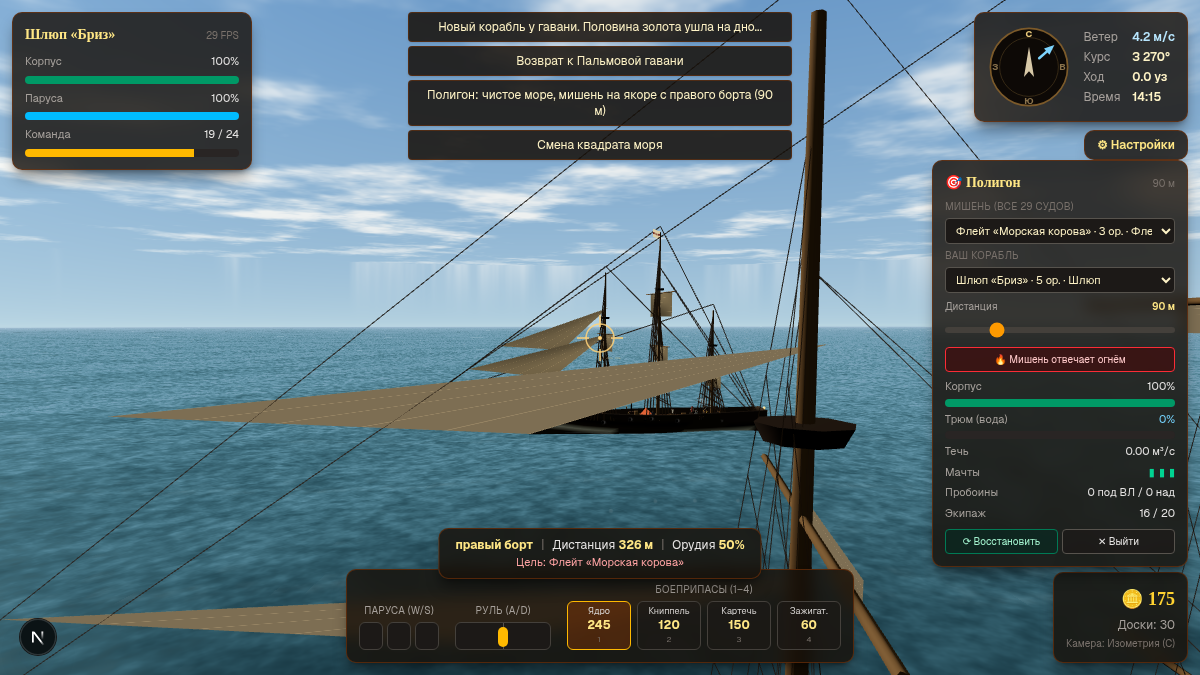 Шлюп «Бриз»
29 FPS
Корпус
100%
Паруса
100%
Команда
19 / 24
Новый корабль у гавани. Половина золота ушла на дно…
Возврат к Пальмовой гавани
Полигон: чистое море, мишень на якоре с правого борта (90
м)
Смена квадрата моря
С
З
В
Ю
Ветер 4.2 м/с
Курс З 270°
Ход 0.0 уз
Время 14:15
⚙ Настройки
🎯 Полигон
90 м
МИШЕНЬ (ВСЕ 29 СУДОВ)
Флейт «Морская корова» · 3 ор. · Фле
ВАШ КОРАБЛЬ
Шлюп «Бриз» · 5 ор. · Шлюп
Дистанция 90 м
🔥 Мишень отвечает огнём
Корпус 100%
Трюм (вода) 0%
Течь 0.00 м³/с
Мачты
Пробоины 0 под ВЛ / 0 над
Экипаж 16 / 20
⟳ Восстановить
✕ Выйти
правый борт | Дистанция 326 м | Орудия 50%
Цель: Флейт «Морская корова»
БОЕПРИПАСЫ (1–4)
ПАРУСА (W/S)
РУЛЬ (A/D)
Ядро
245
1
Книппель
120
2
Картечь
150
3
Зажигат.
60
4
175
Доски: 30
Камера: Изометрия (C)
N